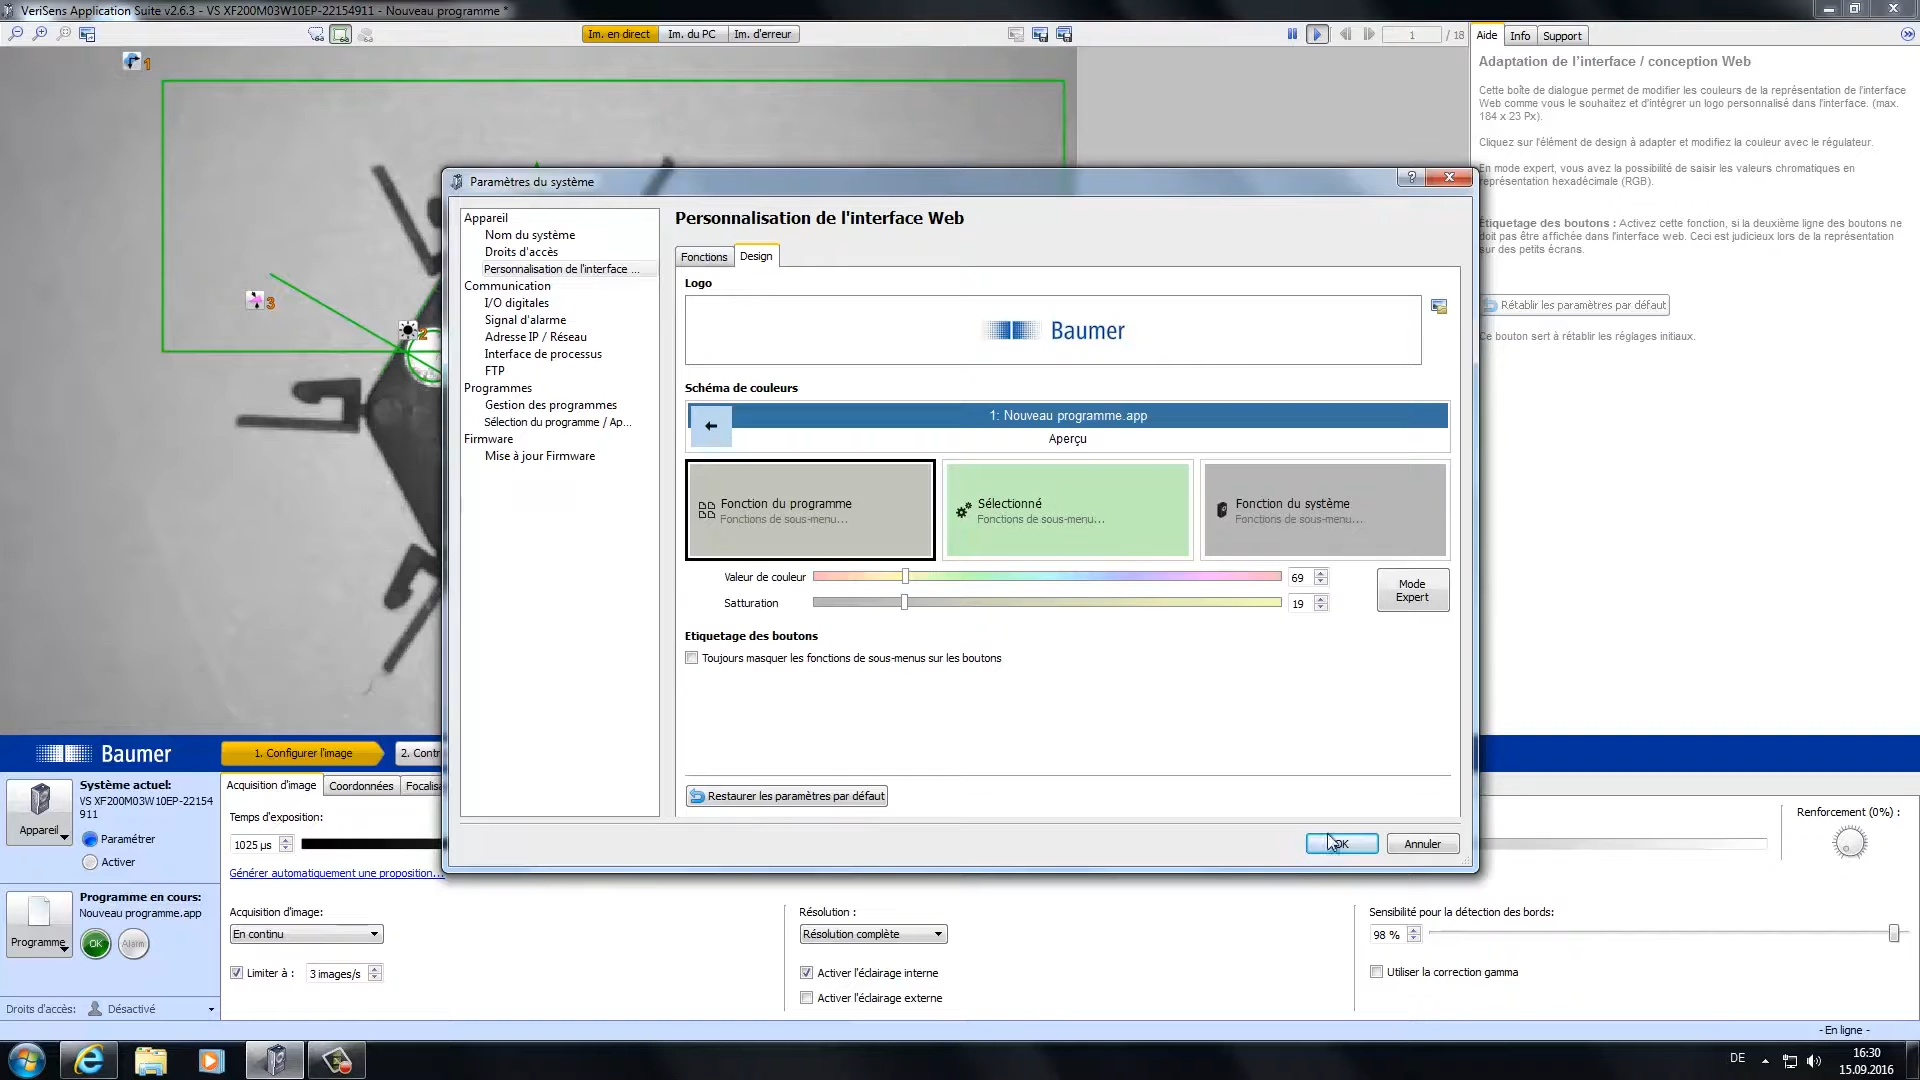 VeriSens Application Suite v2.6.3 - VS XF200M03W10EP-22154911 - Nouveau programme *
Im. en direct
Im. du PC
Im. d'erreur
1
/ 18
Aide
Info
Support
1
3
2
Adaptation de l'interface / conception Web
Cette boîte de dialogue permet de modifier les couleurs de la représentation de l'interface
Web comme vous le souhaitez et d'intégrer un logo personnalisé dans l'interface. (max.
184 x 23 Px).
Cliquez sur l'élément de design à adapter et modifiez la couleur avec le régulateur.
En mode expert, vous avez la possibilité de saisir les valeurs chromatiques en
représentation hexadécimale (RGB).
Étiquetage des boutons : Activez cette fonction, si la deuxième ligne des boutons ne
doit pas être affichée dans l'interface web. Ceci est judicieux lors de la représentation
sur des petits écrans.
Rétablir les paramètres par défaut
Ce bouton sert à rétablir les réglages initiaux.
Paramètres du système
Appareil
Nom du système
Droits d'accès
Personnalisation de l'interface ...
Communication
I/O digitales
Signal d'alarme
Adresse IP / Réseau
Interface de processus
FTP
Programmes
Gestion des programmes
Sélection du programme / Ap...
Firmware
Mise à jour Firmware
Personnalisation de l'interface Web
Fonctions
Design
Logo
Baumer
Schéma de couleurs
1: Nouveau programme.app
Aperçu
Fonction du programme
Fonctions de sous-menu...
Sélectionné
Fonctions de sous-menu...
Fonction du système
Fonctions de sous-menu...
Valeur de couleur
69
Satturation
19
Mode
Expert
Etiquetage des boutons
Toujours masquer les fonctions de sous-menus sur les boutons
Restaurer les paramètres par défaut
OK
Annuler
Baumer
1. Configurer l'image
2. Contr
Système actuel:
VS XF200M03W10EP-22154
911
Appareil
Paramétrer
Activer
Programme en cours:
Nouveau programme.app
Programme
OK
Alarm
Droits d'accès:
Désactivé
Acquisition d'image
Coordonnées
Focalis
Temps d'exposition:
1025 µs
Générer automatiquement une proposition...
Acquisition d'image:
En continu
Limiter à :
3 images/s
Résolution :
Résolution complète
Activer l'éclairage interne
Activer l'éclairage externe
Renforcement (0%) :
Sensibilité pour la détection des bords:
98 %
Utiliser la correction gamma
- En ligne -
DE
16:30
15.09.2016